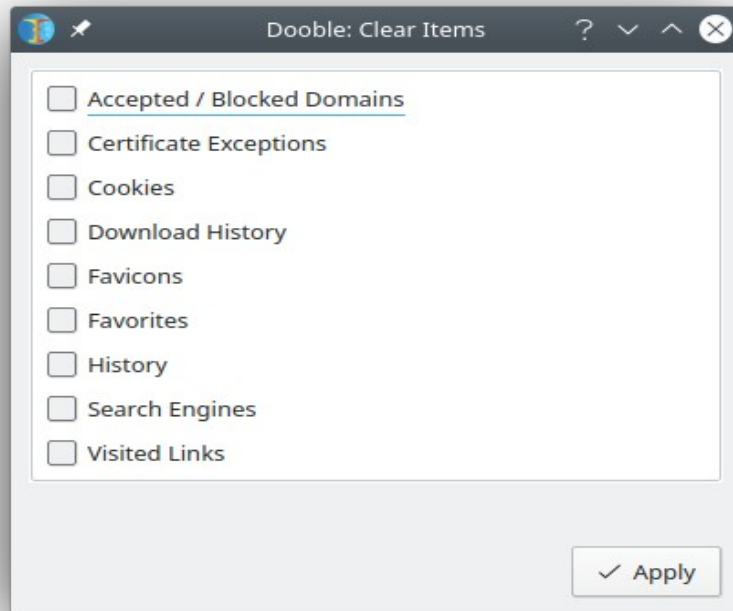 Dooble: Clear Items
Accepted / Blocked Domains
Certificate Exceptions
Cookies
Download History
Favicons
Favorites
History
Search Engines
Visited Links
Apply